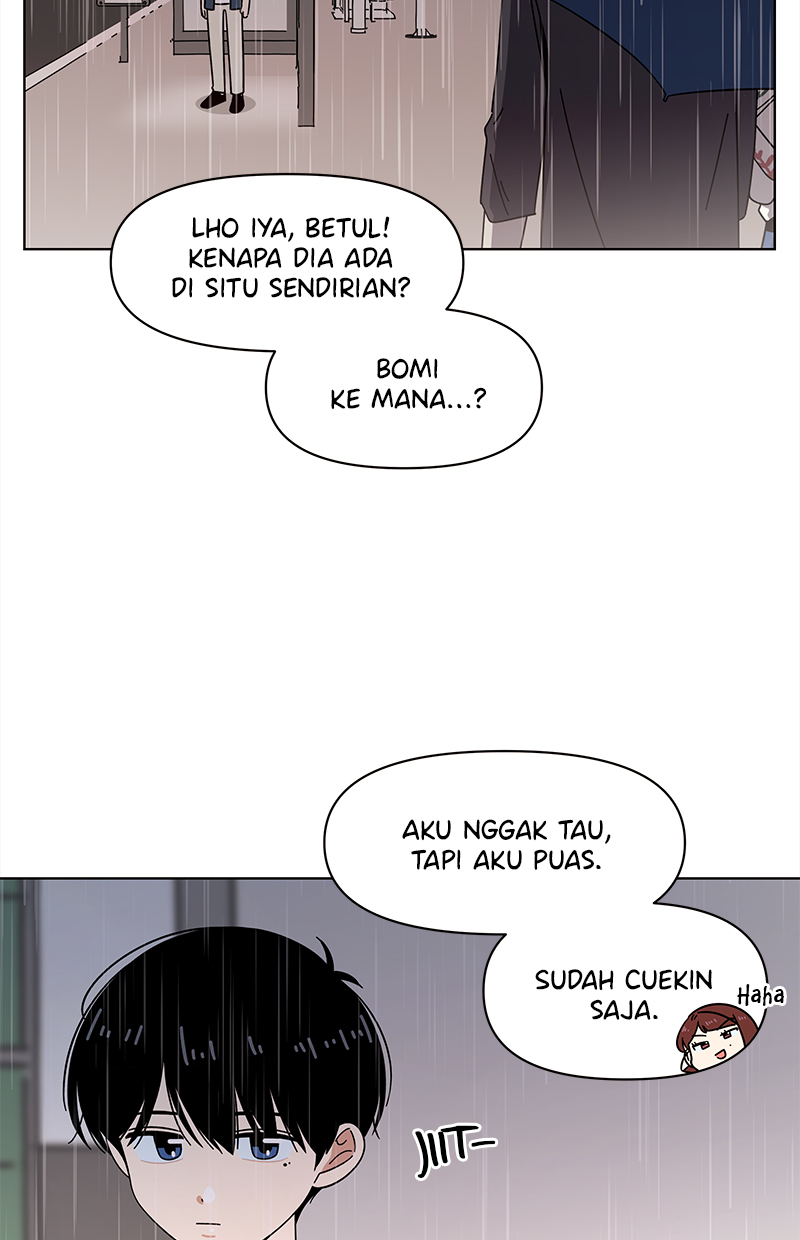 LHO IYA, BETUL!
KENAPA DIA ADA
DI SITU SENDIRIAN?
BOMI
KE MANA...?
AKU NGGAK TAU,
TAPI AKU PUAS.
SUDAH CUEKIN
SAJA.
Haha
JIIT-